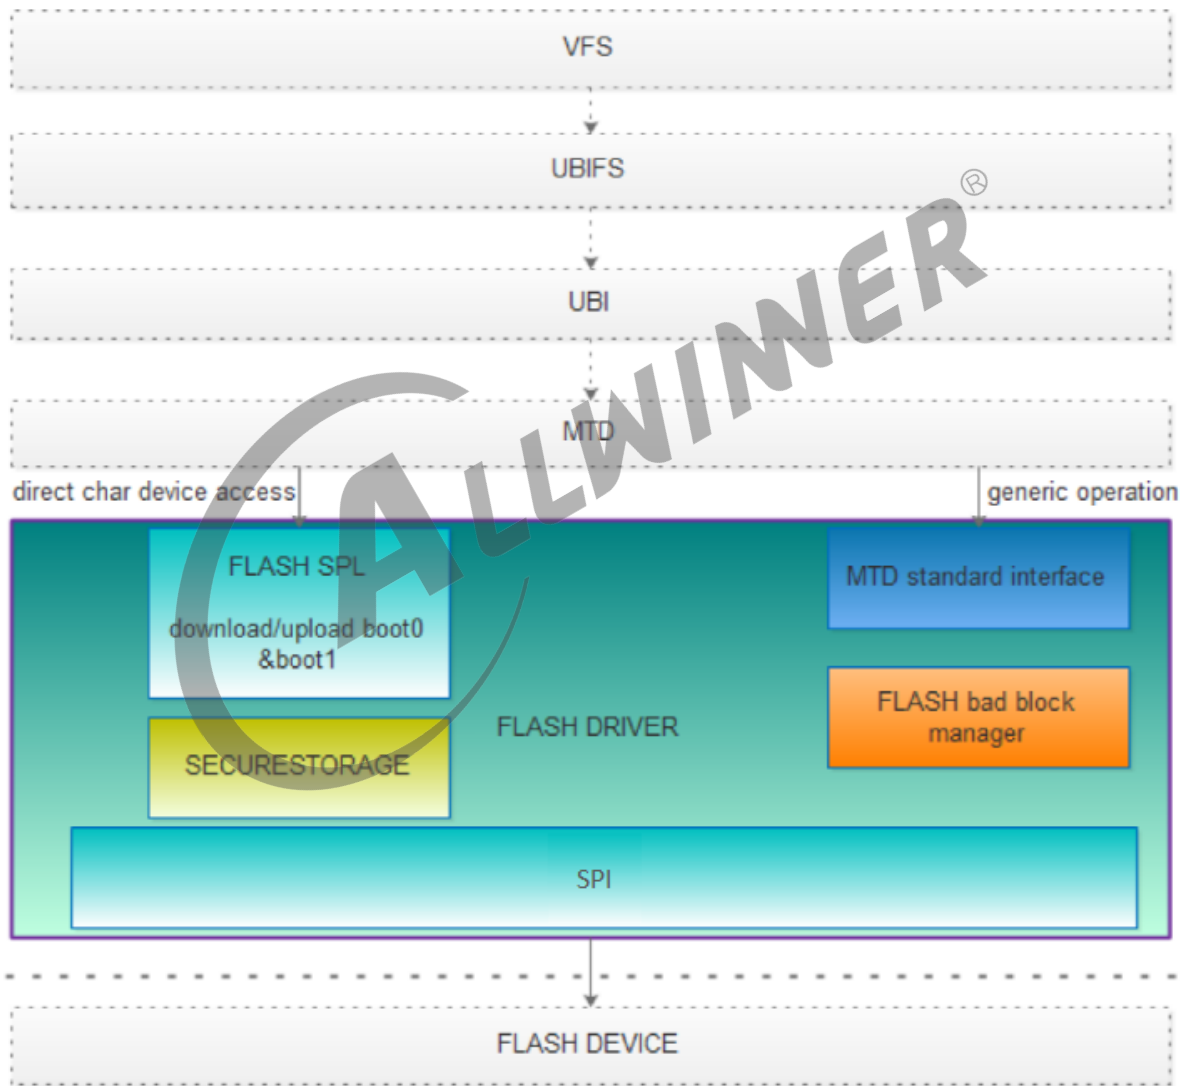 VFS
UBIFS
UBI
MTD
direct char device access
generic operation
FLASH SPL
download/upload boot0
&boot1
MTD standard interface
FLASH bad block
manager
FLASH DRIVER
SECURESTORAGE
SPI
FLASH DEVICE
ALLWINNER®